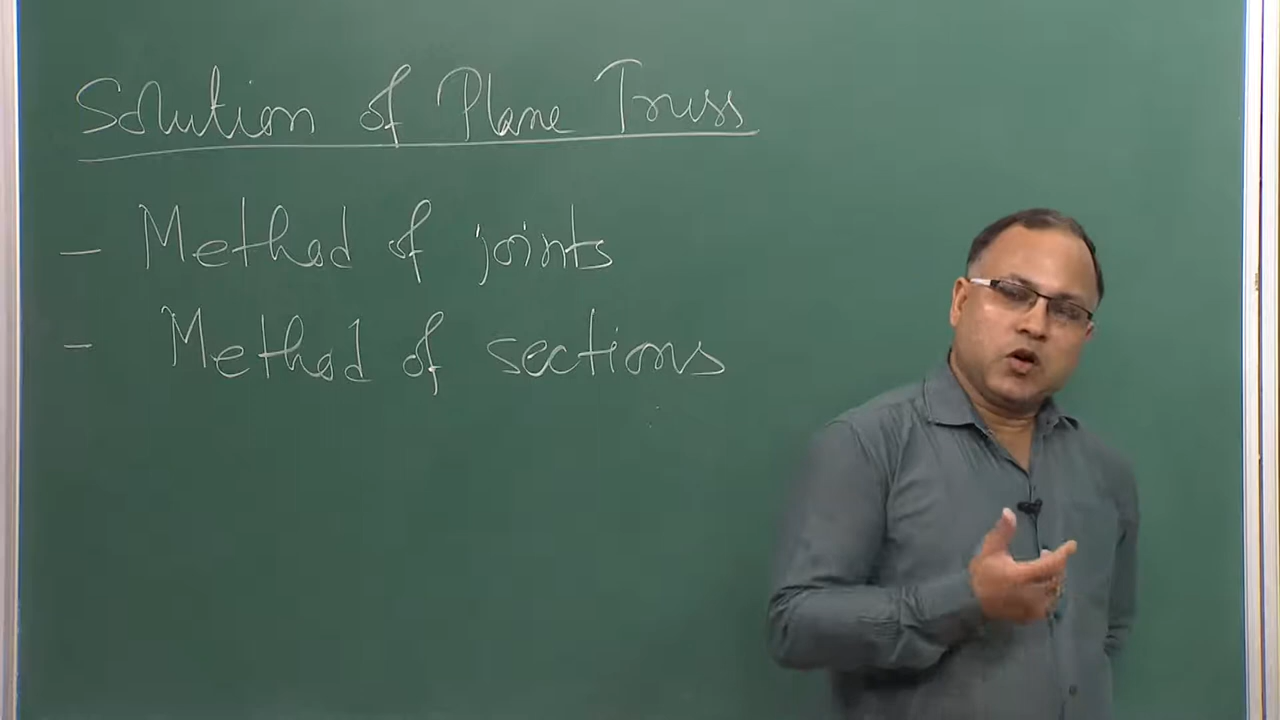 Solution of Plane Truss
- Method of joints
- Method of sections